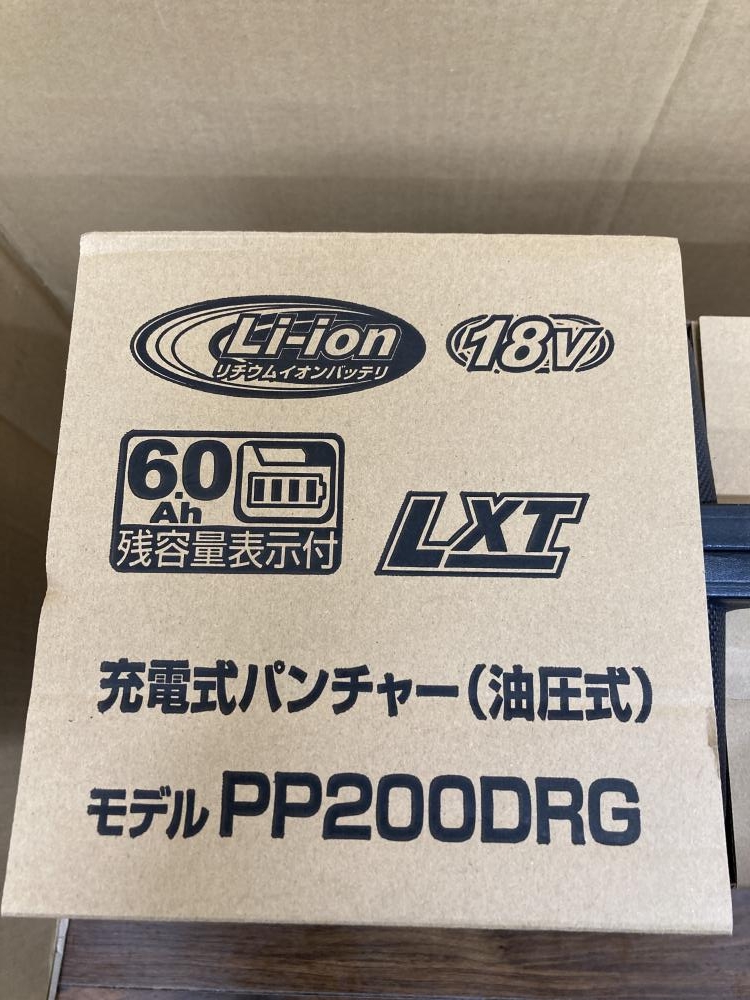 Li-ion
リチウムイオンバッテリ
18V
6.0
Ah
残容量表示付
LXT
充電式パンチャー(油圧式)
モデル PP200DRG